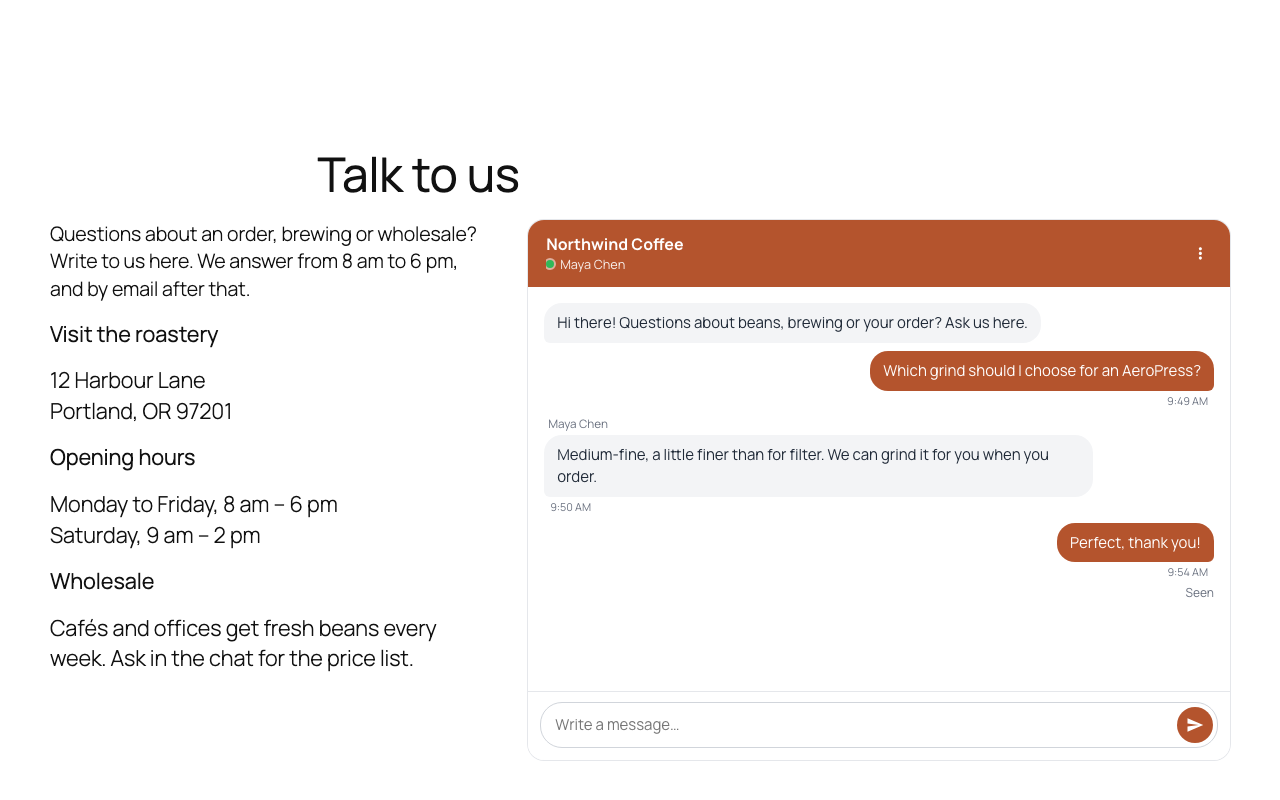 Talk to us
Questions about an order, brewing or wholesale?
Write to us here. We answer from 8 am to 6 pm,
and by email after that.
Visit the roastery
12 Harbour Lane
Portland, OR 97201
Opening hours
Monday to Friday, 8 am – 6 pm
Saturday, 9 am – 2 pm
Wholesale
Cafés and offices get fresh beans every
week. Ask in the chat for the price list.
Northwind Coffee
Maya Chen
Hi there! Questions about beans, brewing or your order? Ask us here.
Which grind should I choose for an AeroPress?
9:49 AM
Maya Chen
Medium-fine, a little finer than for filter. We can grind it for you when you
order.
9:50 AM
Perfect, thank you!
9:54 AM
Seen
Write a message...